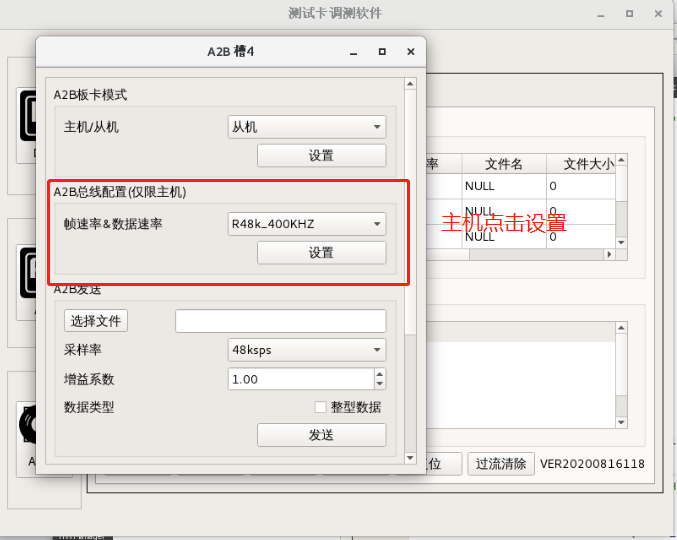 测试卡调测软件
A2B 槽4
A2B板卡模式
主机/从机
从机
设置
A2B总线配置(仅限主机)
帧速率&数据速率
R48k_400KHZ
设置
A2B发送
选择文件
采样率
48ksps
增益系数
1.00
数据类型
整型数据
发送
率
文件名
文件大小
NULL
0
NULL
0
NULL
0
主机点击设置
位
过流清除
VER20200816118